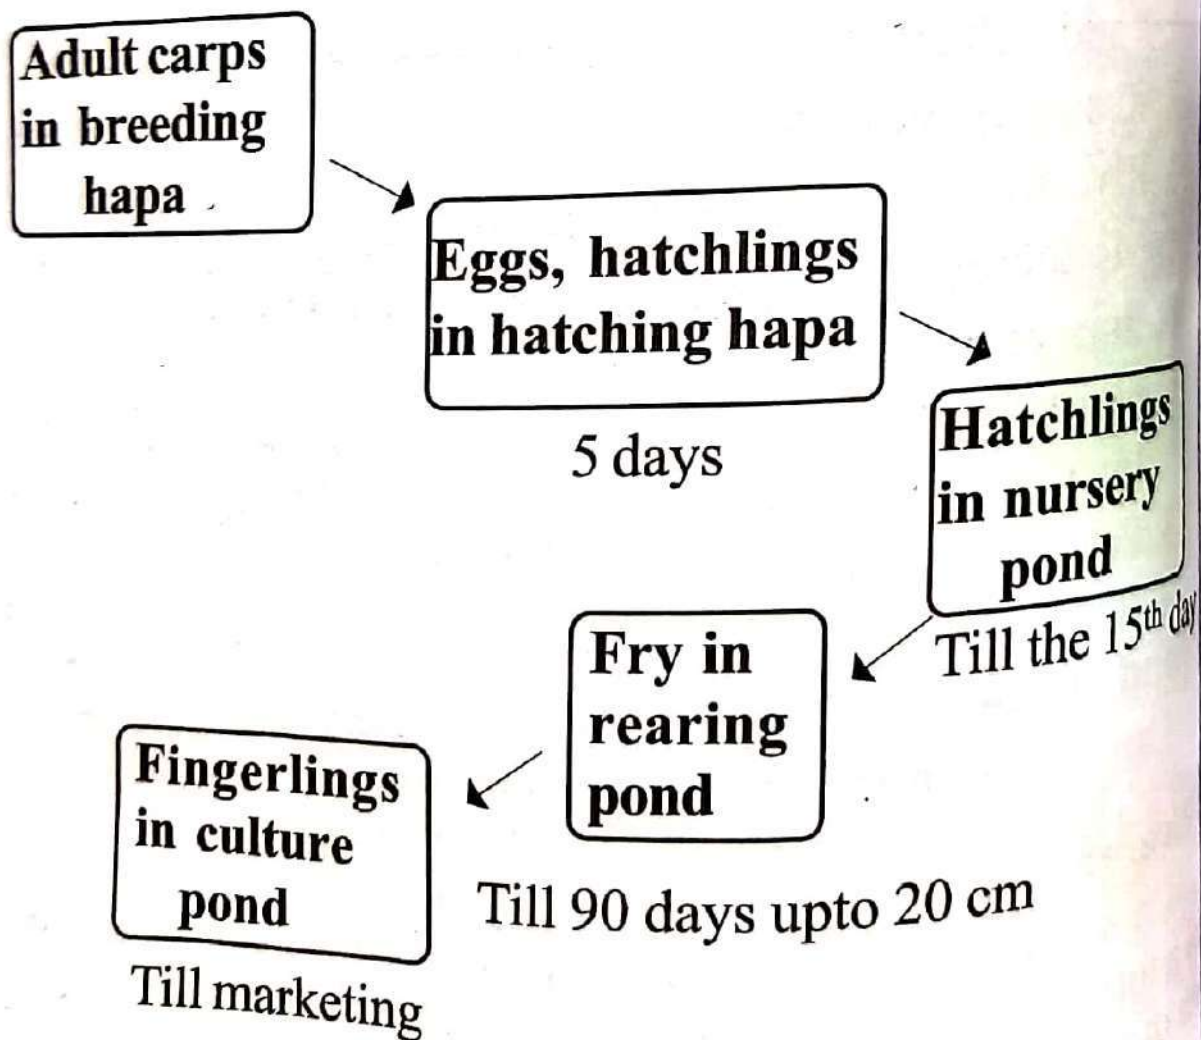 Adult carps
in breeding
hapa
Eggs, hatchlings
in hatching hapa
5 days
Hatchlings
in nursery
pond
Till the 15th day
Fry in
rearing
pond
Till 90 days upto 20 cm
Fingerlings
in culture
pond
Till marketing